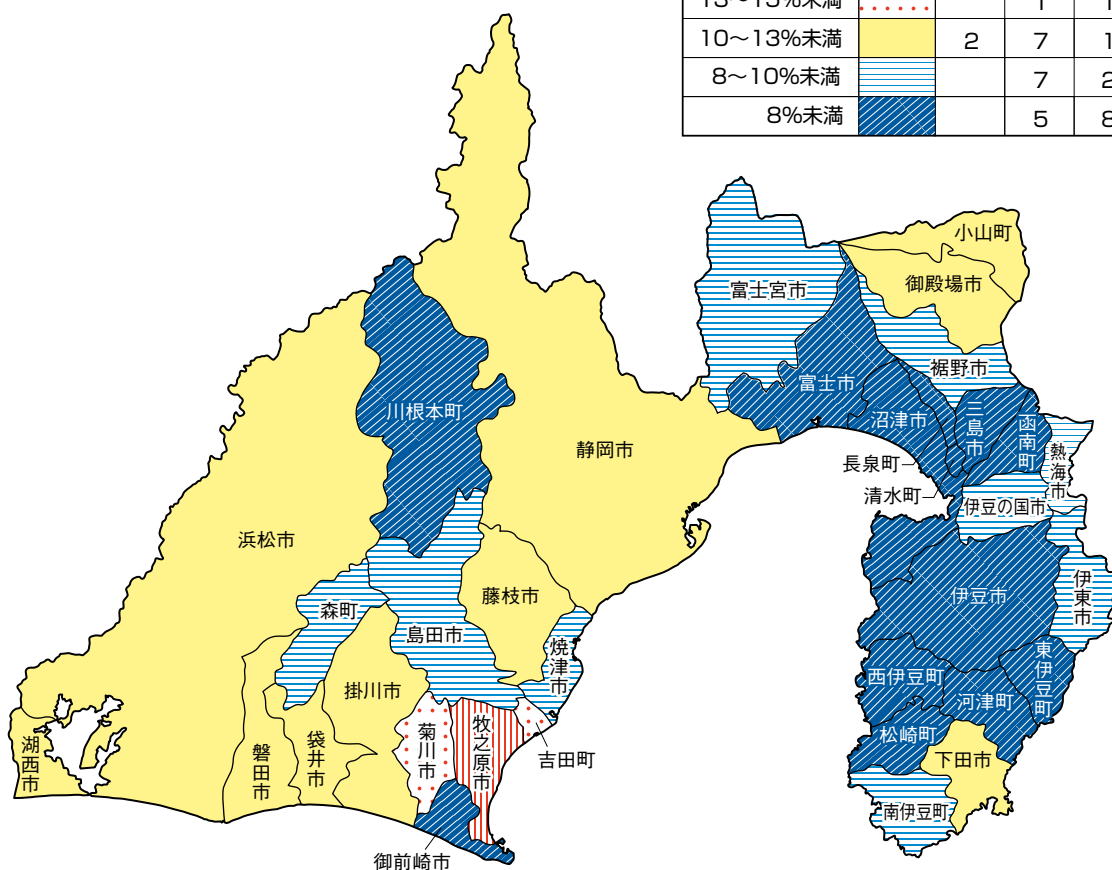 10～13%未満 2 7 1
8～10%未満 7 2
8%未満 5 8
小山町
御殿場市
富士宮市
裾野市
富士市
沼津市
三島市
函南町
川根本町
静岡市
長泉町
熱海市
清水町
伊豆の国市
浜松市
藤枝市
伊豆市
伊東市
森町
島田市
焼津市
東伊豆町
西伊豆町
掛川市
河津町
菊川市
牧之原市
松崎町
湖西市
磐田市
袋井市
吉田町
下田市
南伊豆町
御前崎市